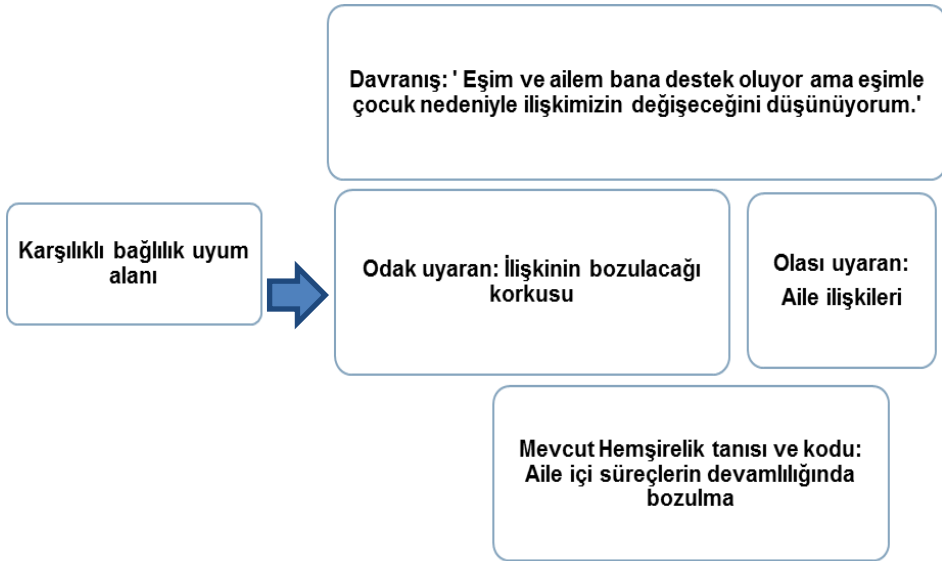 Davranış: ' Eşim ve ailem bana destek oluyor ama eşimle
çocuk nedeniyle ilişkimizin değişeceğini düşünüyorum.'
Karşılıklı bağlılık uyum
alanı
Odak uyaran: İlişkinin bozulacağı
korkusu
Olası uyaran:
Aile ilişkileri
Mevcut Hemşirelik tanısı ve kodu:
Aile içi süreçlerin devamlılığında
bozulma